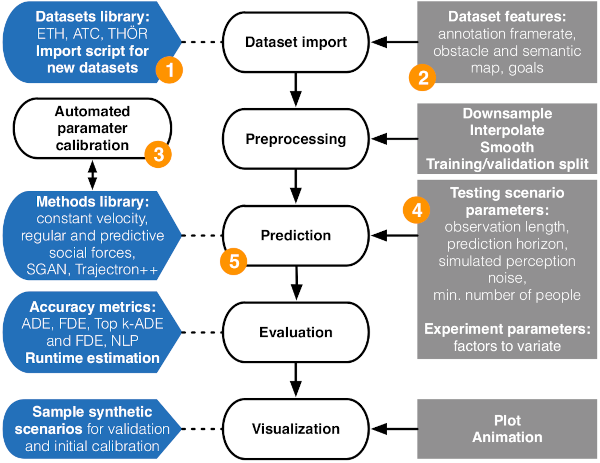 Datasets library:
ETH, ATC, THÖR
Import script for
new datasets
1
Dataset import
Dataset features:
annotation framerate,
obstacle and semantic
map, goals
2
Automated
paramater
calibration
3
Preprocessing
Downsample
Interpolate
Smooth
Training/validation split
Methods library:
constant velocity,
regular and predictive
social forces,
SGAN, Trajectron++
Prediction
5
4
Testing scenario
parameters:
observation length,
prediction horizon,
simulated perception
noise,
min. number of people
Experiment parameters:
factors to variate
Accuracy metrics:
ADE, FDE, Top k-ADE
and FDE, NLP
Runtime estimation
Evaluation
Sample synthetic
scenarios for validation
and initial calibration
Visualization
Plot
Animation